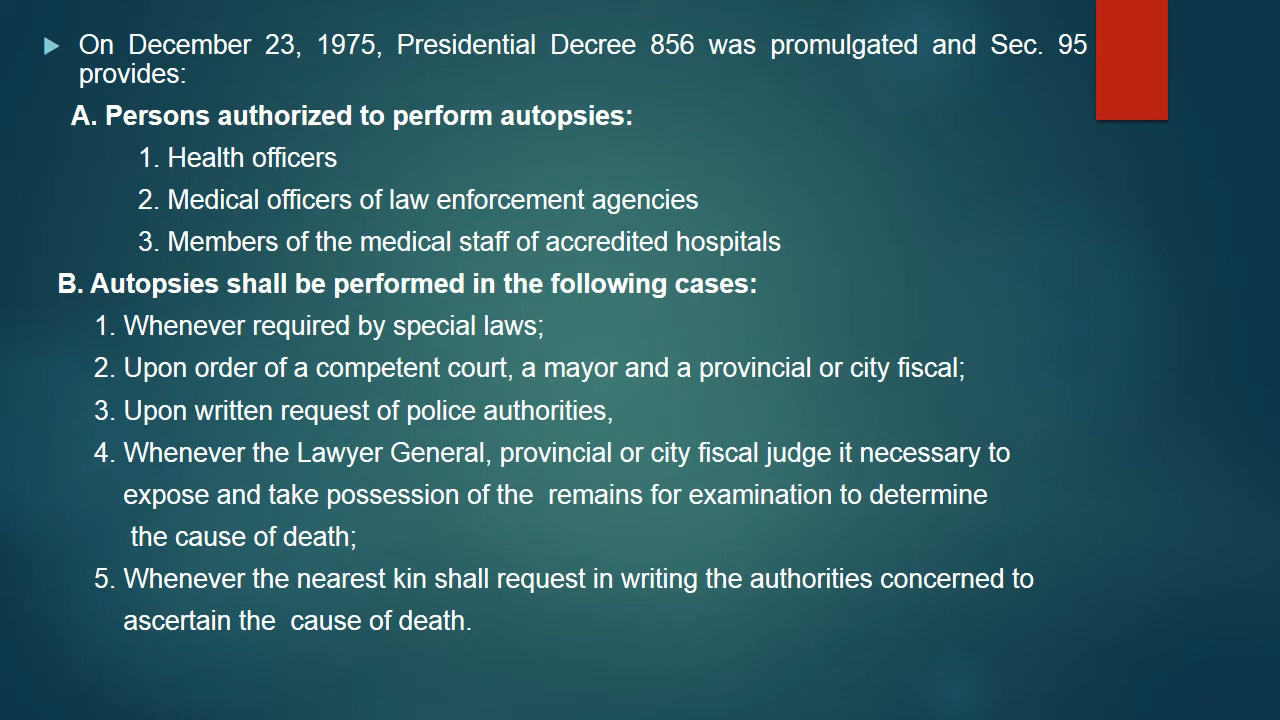 On December 23, 1975, Presidential Decree 856 was promulgated and Sec. 95
provides:
A. Persons authorized to perform autopsies:
1. Health officers
2. Medical officers of law enforcement agencies
3. Members of the medical staff of accredited hospitals
B. Autopsies shall be performed in the following cases:
1. Whenever required by special laws;
2. Upon order of a competent court, a mayor and a provincial or city fiscal;
3. Upon written request of police authorities,
4. Whenever the Lawyer General, provincial or city fiscal judge it necessary to
expose and take possession of the remains for examination to determine
the cause of death;
5. Whenever the nearest kin shall request in writing the authorities concerned to
ascertain the cause of death.